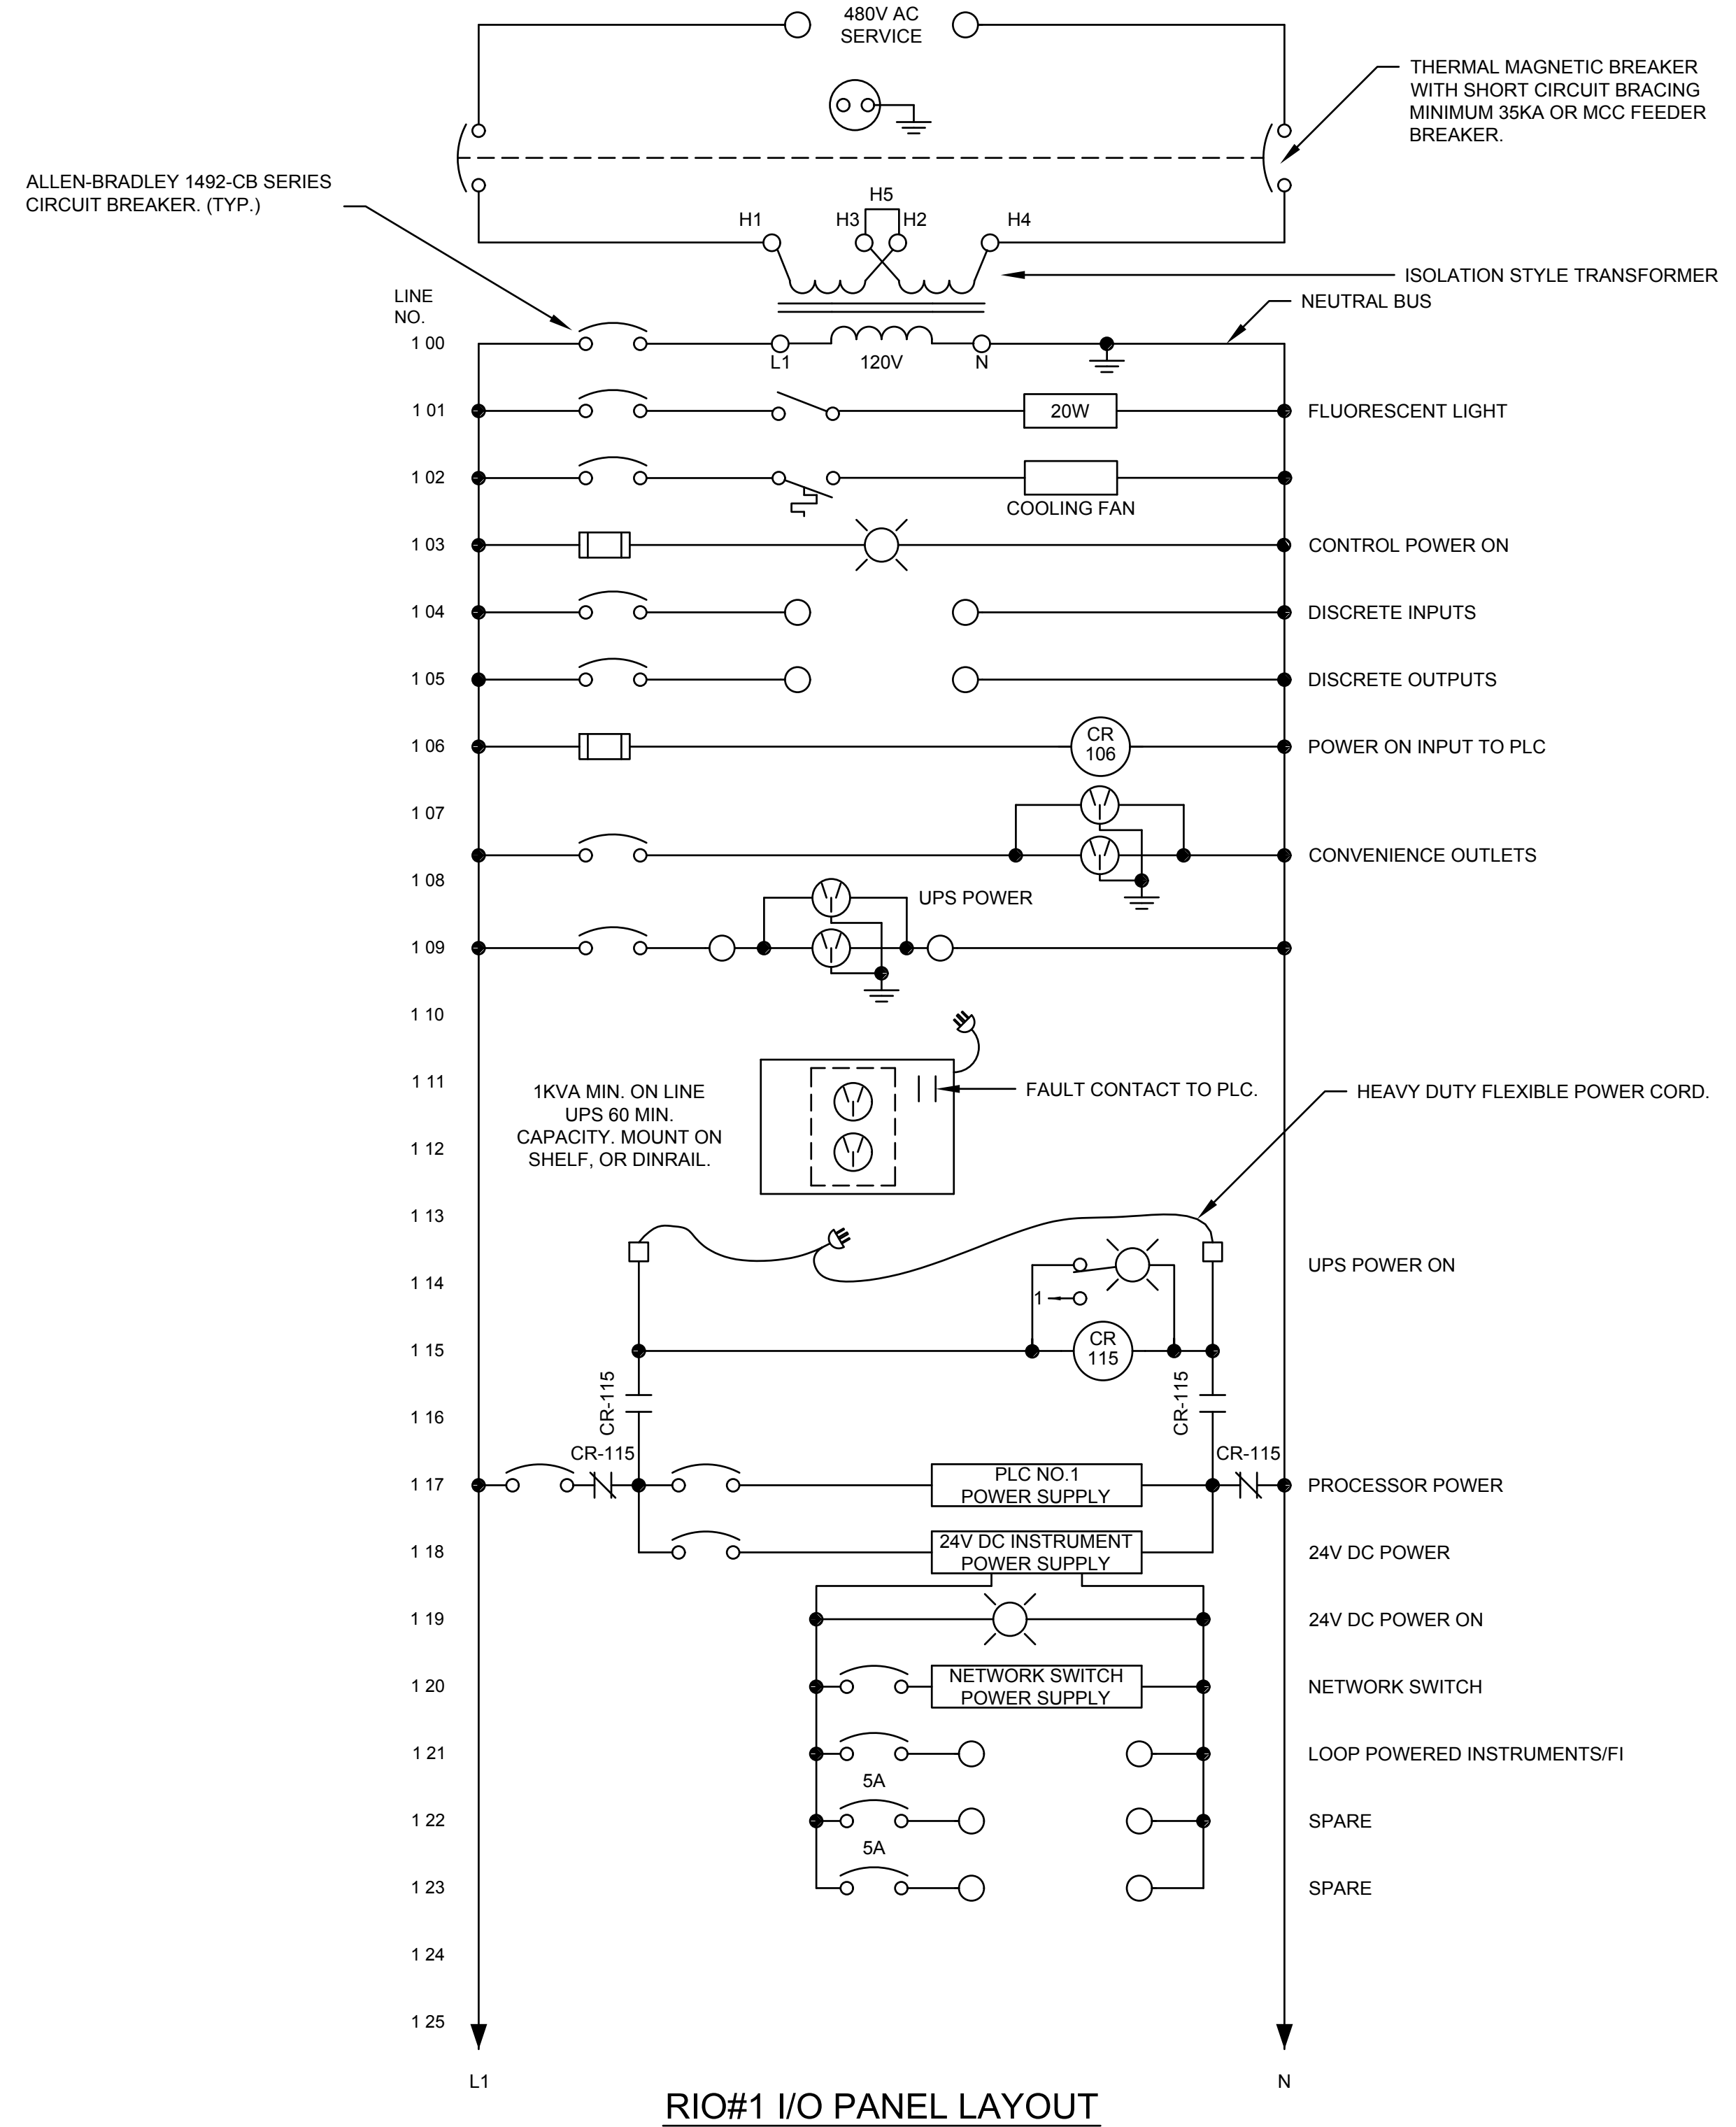 480V AC
SERVICE
THERMAL MAGNETIC BREAKER
WITH SHORT CIRCUIT BRACING
MINIMUM 35KA OR MCC FEEDER
BREAKER.
ALLEN-BRADLEY 1492-CB SERIES
CIRCUIT BREAKER. (TYP.)
H5
H1 H3 H2 H4
ISOLATION STYLE TRANSFORMER
NEUTRAL BUS
LINE
NO.
1 00
L1 120V N
1 01 20W FLUORESCENT LIGHT
1 02
COOLING FAN
1 03 CONTROL POWER ON
1 04 DISCRETE INPUTS
1 05 DISCRETE OUTPUTS
CR
1 06 106 POWER ON INPUT TO PLC
1 07
CONVENIENCE OUTLETS
1 08
UPS POWER
1 09
1 10
1 11
1KVA MIN. ON LINE
UPS 60 MIN.
CAPACITY. MOUNT ON
SHELF, OR DINRAIL.
FAULT CONTACT TO PLC.
HEAVY DUTY FLEXIBLE POWER CORD.
1 12
1 13
UPS POWER ON
1 14
1
CR
1 15 115
CR-115 CR-115
1 16
CR-115 CR-115
1 17
PLC NO.1
POWER SUPPLY
PROCESSOR POWER
1 18
24V DC INSTRUMENT
POWER SUPPLY
24V DC POWER
1 19 24V DC POWER ON
1 20
NETWORK SWITCH
POWER SUPPLY
NETWORK SWITCH
1 21 LOOP POWERED INSTRUMENTS/FI
5A
1 22 SPARE
5A
1 23 SPARE
1 24
1 25
L1 N
RIO#1 I/O PANEL LAYOUT